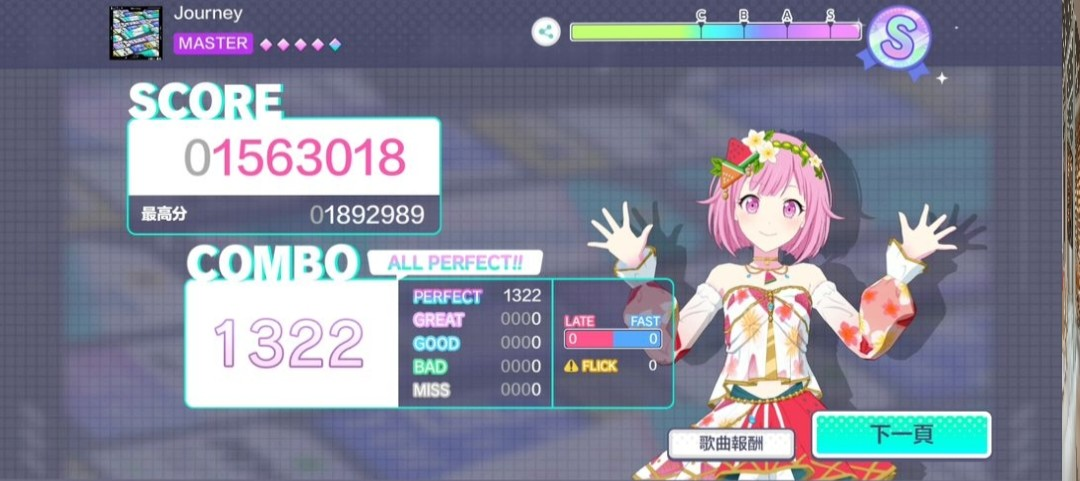 Journey
MASTER
C B A S
S
SCORE
01563018
最高分 01892989
COMBO ALL PERFECT!!
1322
PERFECT 1322
GREAT 0000
GOOD 0000
BAD 0000
MISS 0000
LATE FAST
0 0
FLICK 0
歌曲報酬
下一頁